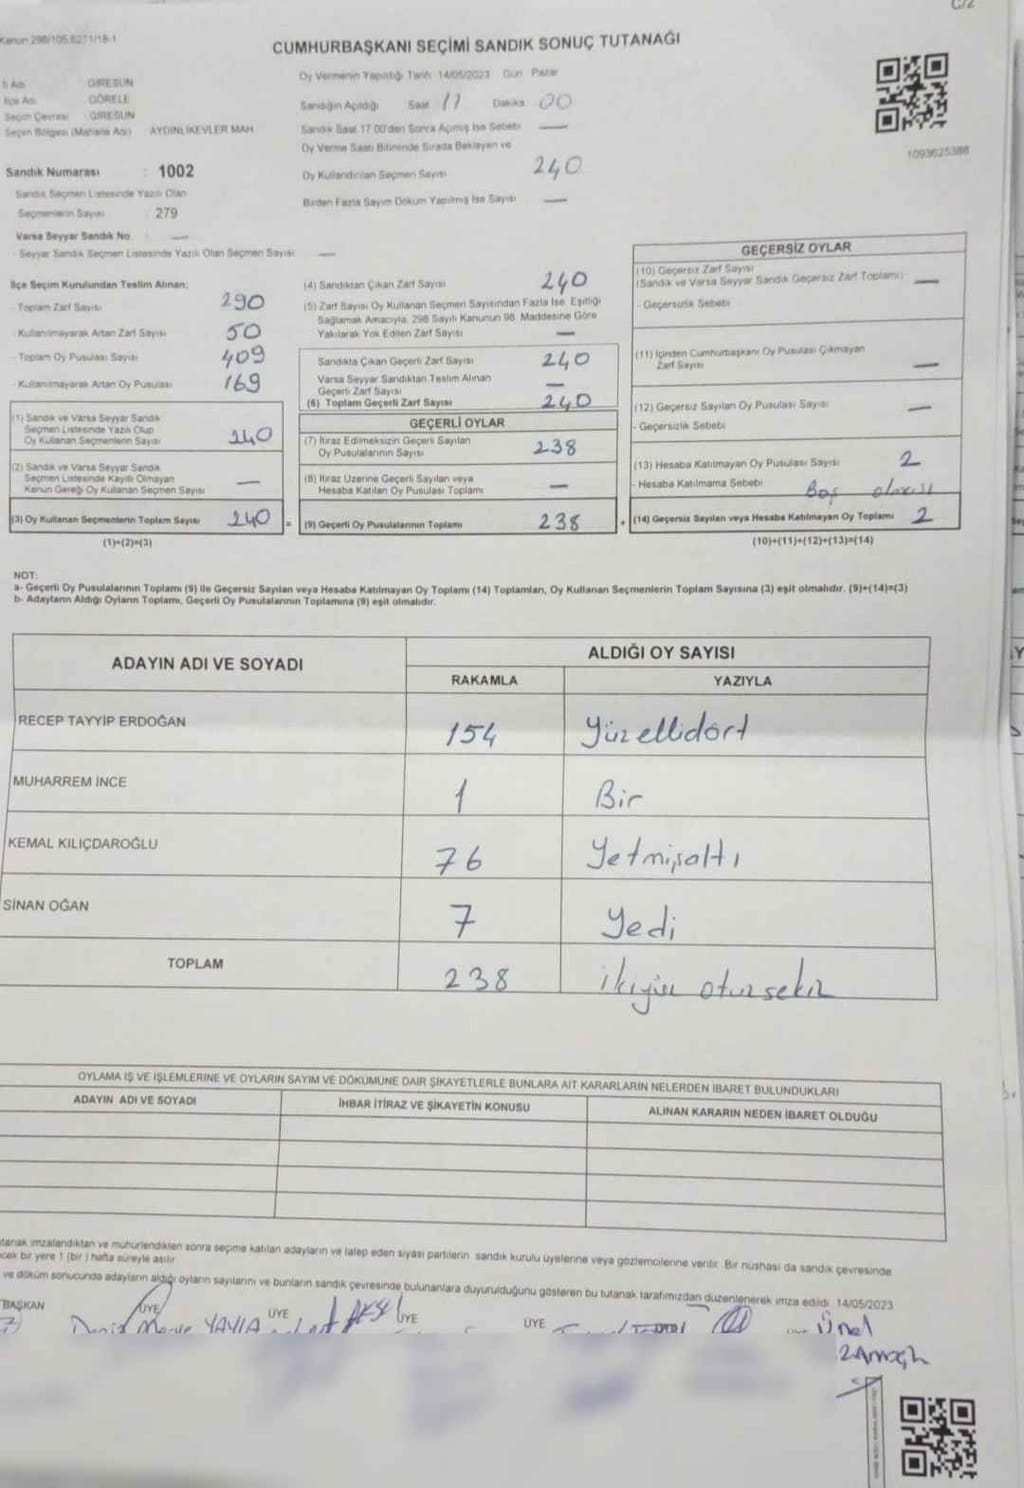 C/2
Kanun 298/105.6271/18-1
CUMHURBAŞKANI SEÇİMİ SANDIK SONUÇ TUTANAĞI
İli Adı GİRESUN
İlçe Adı GÖRELE
Seçim Çevresi GİRESUN
Seçim Bölgesi (Mahalle Adı) AYDINLIKEVLER MAH
Oy Vermenin Yapıldığı Tarih 14/05/2023 Gün Pazar
Sandığın Açıldığı Saat 17 Dakika 00
Sandık Saat 17.00'den Sonra Açılmış İse Sebebi —
Oy Verme Saati Bitiminde Sırada Bekleyen ve
Oy Kullandırılan Seçmen Sayısı 240
Birden Fazla Sayım Döküm Yapılmış İse Sayısı —
1093625388
Sandık Numarası : 1002
Sandık Seçmen Listesinde Yazılı Olan
Seçmenlerin Sayısı : 279
Varsa Seyyar Sandık No : —
- Seyyar Sandık Seçmen Listesinde Yazılı Olan Seçmen Sayısı —
İlçe Seçim Kurulundan Teslim Alınan;
- Toplam Zarf Sayısı 290
- Kullanılmayarak Artan Zarf Sayısı 50
- Toplam Oy Pusulası Sayısı 409
- Kullanılmayarak Artan Oy Pusulası 169
(1) Sandık ve Varsa Seyyar Sandık
Seçmen Listesinde Yazılı Olup
Oy Kullanan Seçmenlerin Sayısı 240
(2) Sandık ve Varsa Seyyar Sandık
Seçmen Listesinde Kayıtlı Olmayan
Kanun Gereği Oy Kullanan Seçmen Sayısı —
(3) Oy Kullanan Seçmenlerin Toplam Sayısı 240 =
(1)+(2)=(3)
(4) Sandıktan Çıkan Zarf Sayısı 240
(5) Zarf Sayısı Oy Kullanan Seçmen Sayısından Fazla İse, Eşitliği
Sağlamak Amacıyla, 298 Sayılı Kanunun 98. Maddesine Göre
Yakılarak Yok Edilen Zarf Sayısı —
Sandıkta Çıkan Geçerli Zarf Sayısı 240
Varsa Seyyar Sandıktan Teslim Alınan
Geçerli Zarf Sayısı —
(6) Toplam Geçerli Zarf Sayısı 240
GEÇERLİ OYLAR
(7) İtiraz Edilmeksizin Geçerli Sayılan
Oy Pusulalarının Sayısı 238
(8) İtiraz Üzerine Geçerli Sayılan veya
Hesaba Katılan Oy Pusulası Toplamı —
(9) Geçerli Oy Pusulalarının Toplamı 238 +
GEÇERSİZ OYLAR
(10) Geçersiz Zarf Sayısı
(Sandık ve Varsa Seyyar Sandık Geçersiz Zarf Toplamı) —
- Geçersizlik Sebebi
(11) İçinden Cumhurbaşkanı Oy Pusulası Çıkmayan
Zarf Sayısı —
(12) Geçersiz Sayılan Oy Pusulası Sayısı —
- Geçersizlik Sebebi
(13) Hesaba Katılmayan Oy Pusulası Sayısı 2
- Hesaba Katılmama Sebebi Boş olması
(14) Geçersiz Sayılan veya Hesaba Katılmayan Oy Toplamı 2
(10)+(11)+(12)+(13)=(14)
NOT:
a- Geçerli Oy Pusulalarının Toplamı (9) ile Geçersiz Sayılan veya Hesaba Katılmayan Oy Toplamı (14) Toplamları, Oy Kullanan Seçmenlerin Toplam Sayısına (3) eşit olmalıdır. (9)+(14)=(3)
b- Adayların Aldığı Oyların Toplamı, Geçerli Oy Pusulalarının Toplamına (9) eşit olmalıdır.
ADAYIN ADI VE SOYADI ALDIĞI OY SAYISI
RAKAMLA YAZIYLA
RECEP TAYYİP ERDOĞAN 154 Yüzellidört
MUHARREM İNCE 1 Bir
KEMAL KILIÇDAROĞLU 76 Yetmişaltı
SİNAN OĞAN 7 Yedi
TOPLAM 238 ikiyüz otuzsekiz
OYLAMA İŞ VE İŞLEMLERİNE VE OYLARIN SAYIM VE DÖKÜMÜNE DAİR ŞİKAYETLERLE BUNLARA AİT KARARLARIN NELERDEN İBARET BULUNDUKLARI
ADAYIN ADI VE SOYADI İHBAR İTİRAZ VE ŞİKAYETİN KONUSU ALINAN KARARIN NEDEN İBARET OLDUĞU
imzalandıktan ve mühürlendikten sonra seçime katılan adayların ve talep eden siyasi partilerin sandık kurulu üyelerine veya gözlemcilerine verilir. Bir nüshası da sandık çevresinde
bir yere 1 (bir) hafta süreyle asılır.
ve döküm sonucunda adayların aldığı oyların sayılarını ve bunların sandık çevresinde bulunanlara duyurulduğunu gösteren bu tutanak tarafımızdan düzenlenerek imza edildi. 14/05/2023
BAŞKAN ÜYE ÜYE ÜYE ÜYE
Deniz Merve YAYLA Ünel